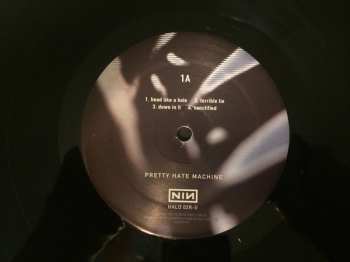 1A
1. head like a hole 2. terrible lie
3. down in it 4. sanctified
PRETTY HATE MACHINE
NIN
HALO 02R-V